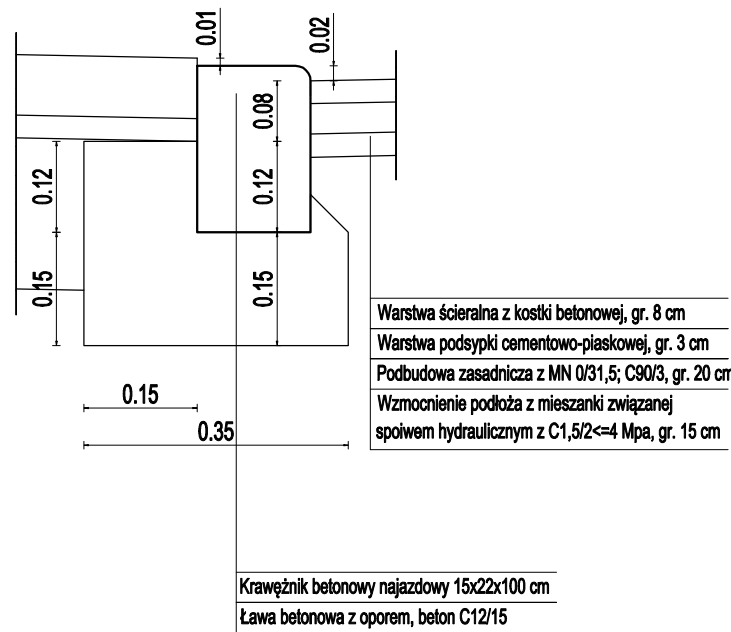 0.01
0.02
0.08
0.12
0.12
0.15
0.15
Warstwa ścieralna z kostki betonowej, gr. 8 cm
Warstwa podsypki cementowo-piaskowej, gr. 3 cm
Podbudowa zasadnicza z MN 0/31,5; C90/3, gr. 20 cm
Wzmocnienie podłoża z mieszanki związanej
spoiwem hydraulicznym z C1,5/2<=4 Mpa, gr. 15 cm
0.15
0.35
Krawężnik betonowy najazdowy 15x22x100 cm
Ława betonowa z oporem, beton C12/15